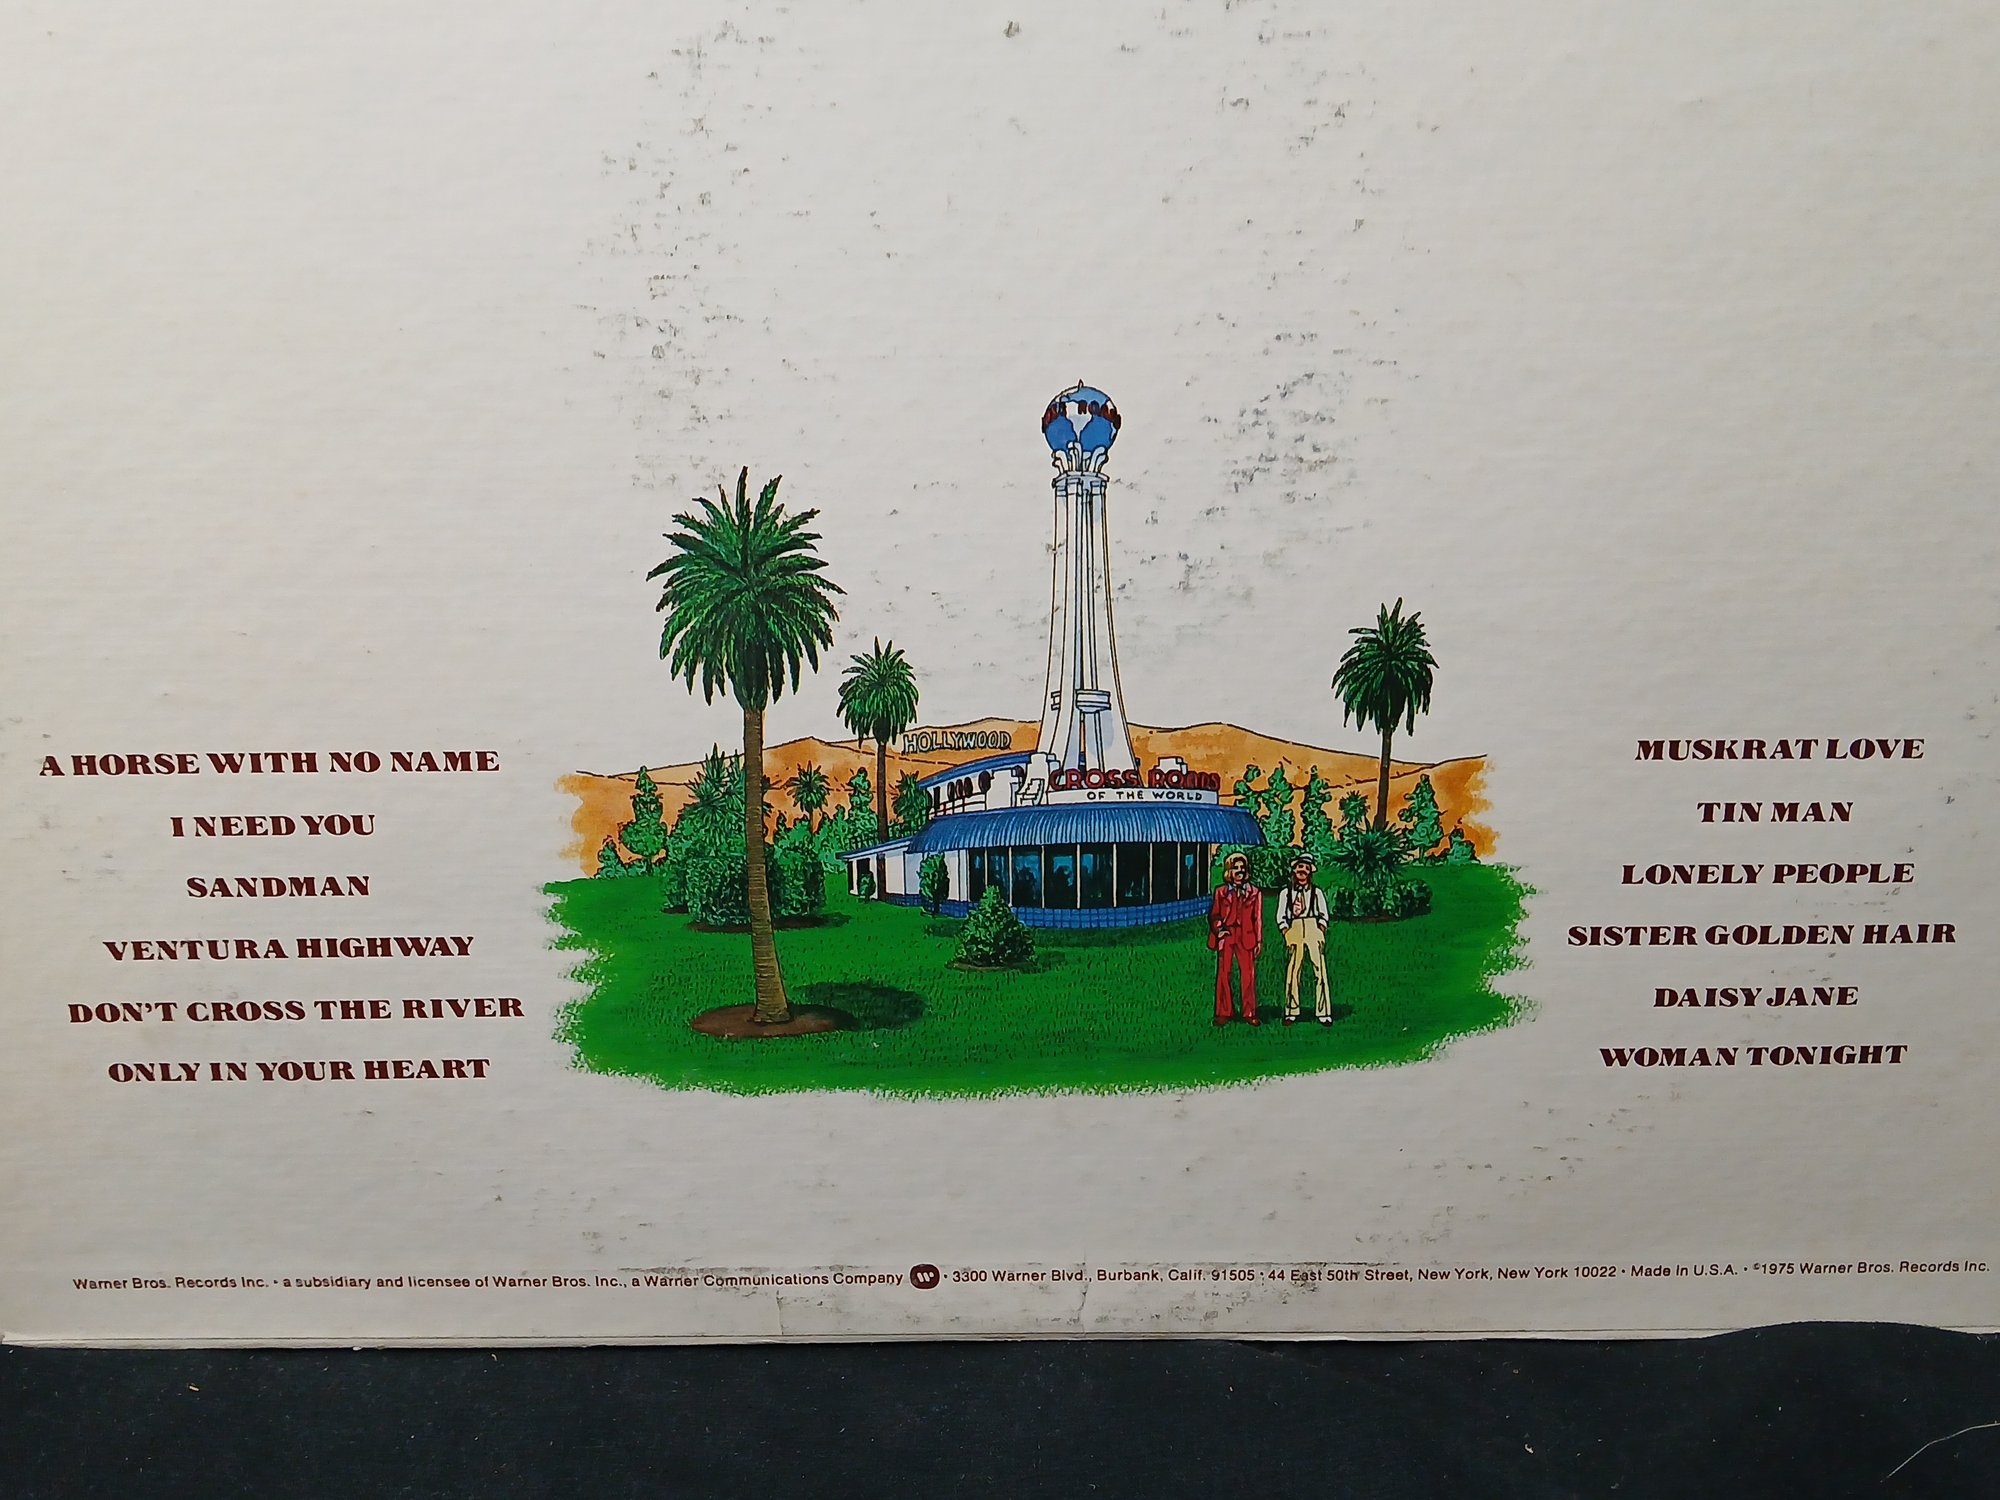 A HORSE WITH NO NAME
I NEED YOU
SANDMAN
VENTURA HIGHWAY
DON'T CROSS THE RIVER
ONLY IN YOUR HEART
HOLLYWOOD
CROSS ROADS
OF THE WORLD
MUSKRAT LOVE
TIN MAN
LONELY PEOPLE
SISTER GOLDEN HAIR
DAISY JANE
WOMAN TONIGHT
Warner Bros. Records Inc. • a subsidiary and licensee of Warner Bros. Inc., a Warner Communications Company • 3300 Warner Blvd., Burbank, Calif. 91505 • 44 East 50th Street, New York, New York 10022 • Made In U.S.A. • ©1975 Warner Bros. Records Inc.